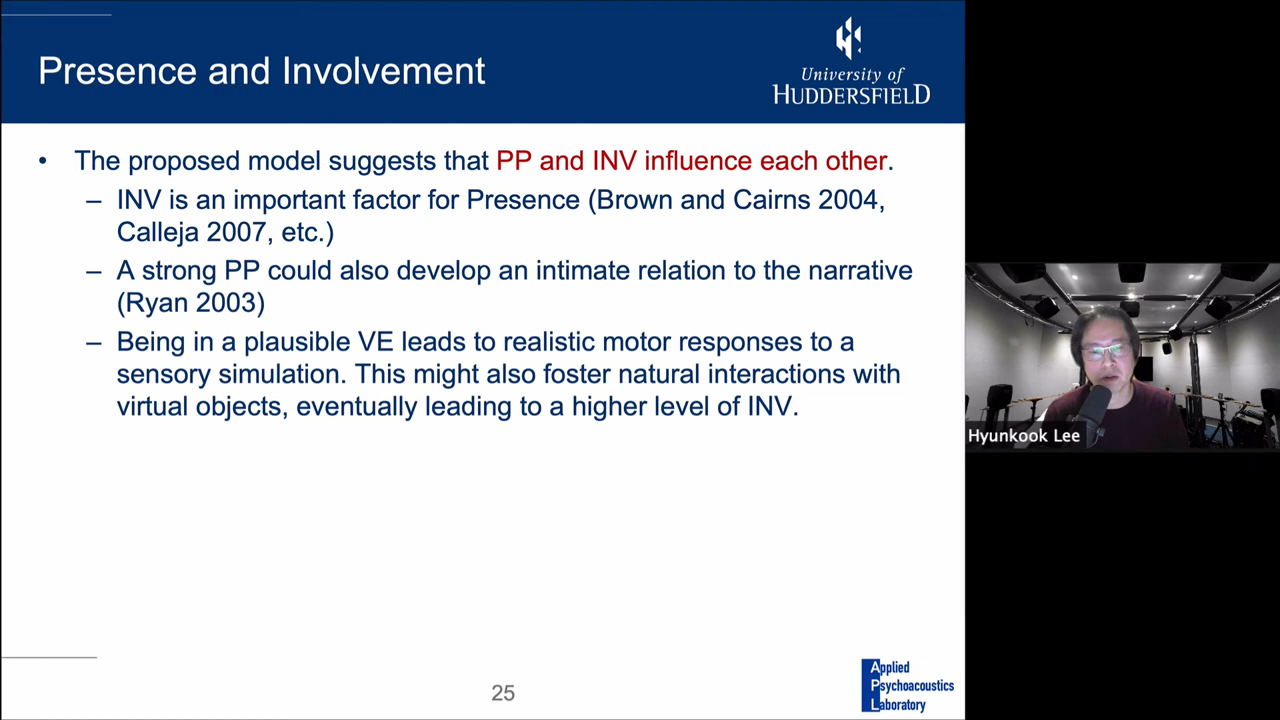 Presence and Involvement
University of
HUDDERSFIELD
• The proposed model suggests that PP and INV influence each other.
– INV is an important factor for Presence (Brown and Cairns 2004,
Calleja 2007, etc.)
– A strong PP could also develop an intimate relation to the narrative
(Ryan 2003)
– Being in a plausible VE leads to realistic motor responses to a
sensory simulation. This might also foster natural interactions with
virtual objects, eventually leading to a higher level of INV.
Hyunkook Lee
25
Applied
Psychoacoustics
Laboratory